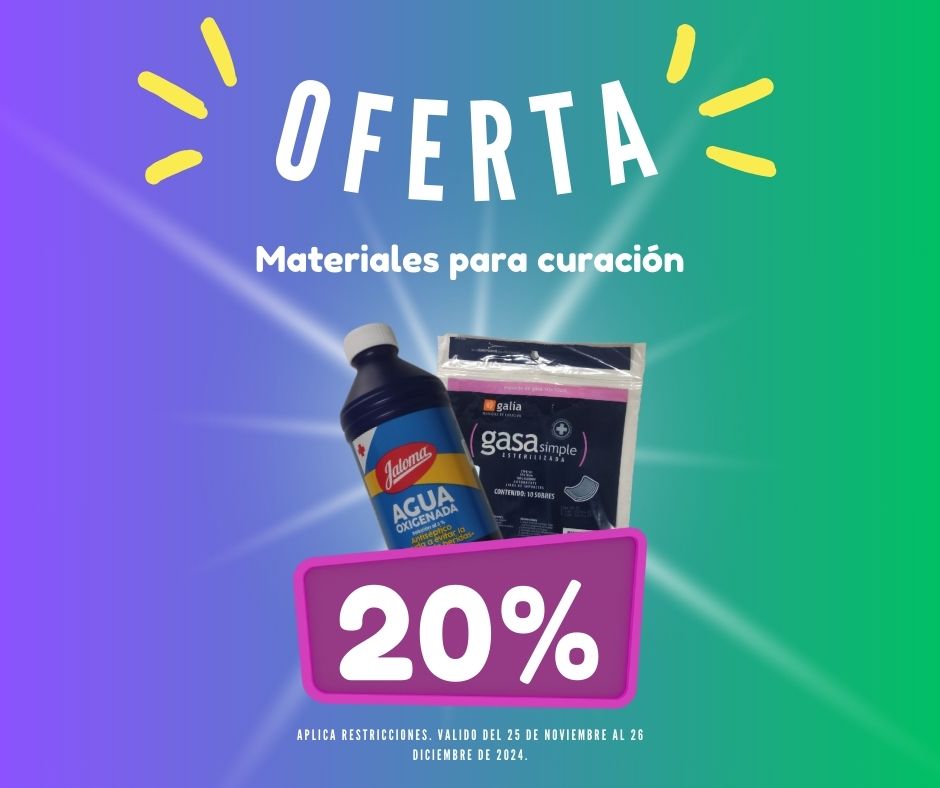 OFERTA
Materiales para curación
galia
gasa simple
ESTERILIZADA
CONTENIDO: 10 SOBRES
Jaloma
AGUA
OXIGENADA
Antiséptico
20%
APLICA RESTRICCIONES. VALIDO DEL 25 DE NOVIEMBRE AL 26
DICIEMBRE DE 2024.